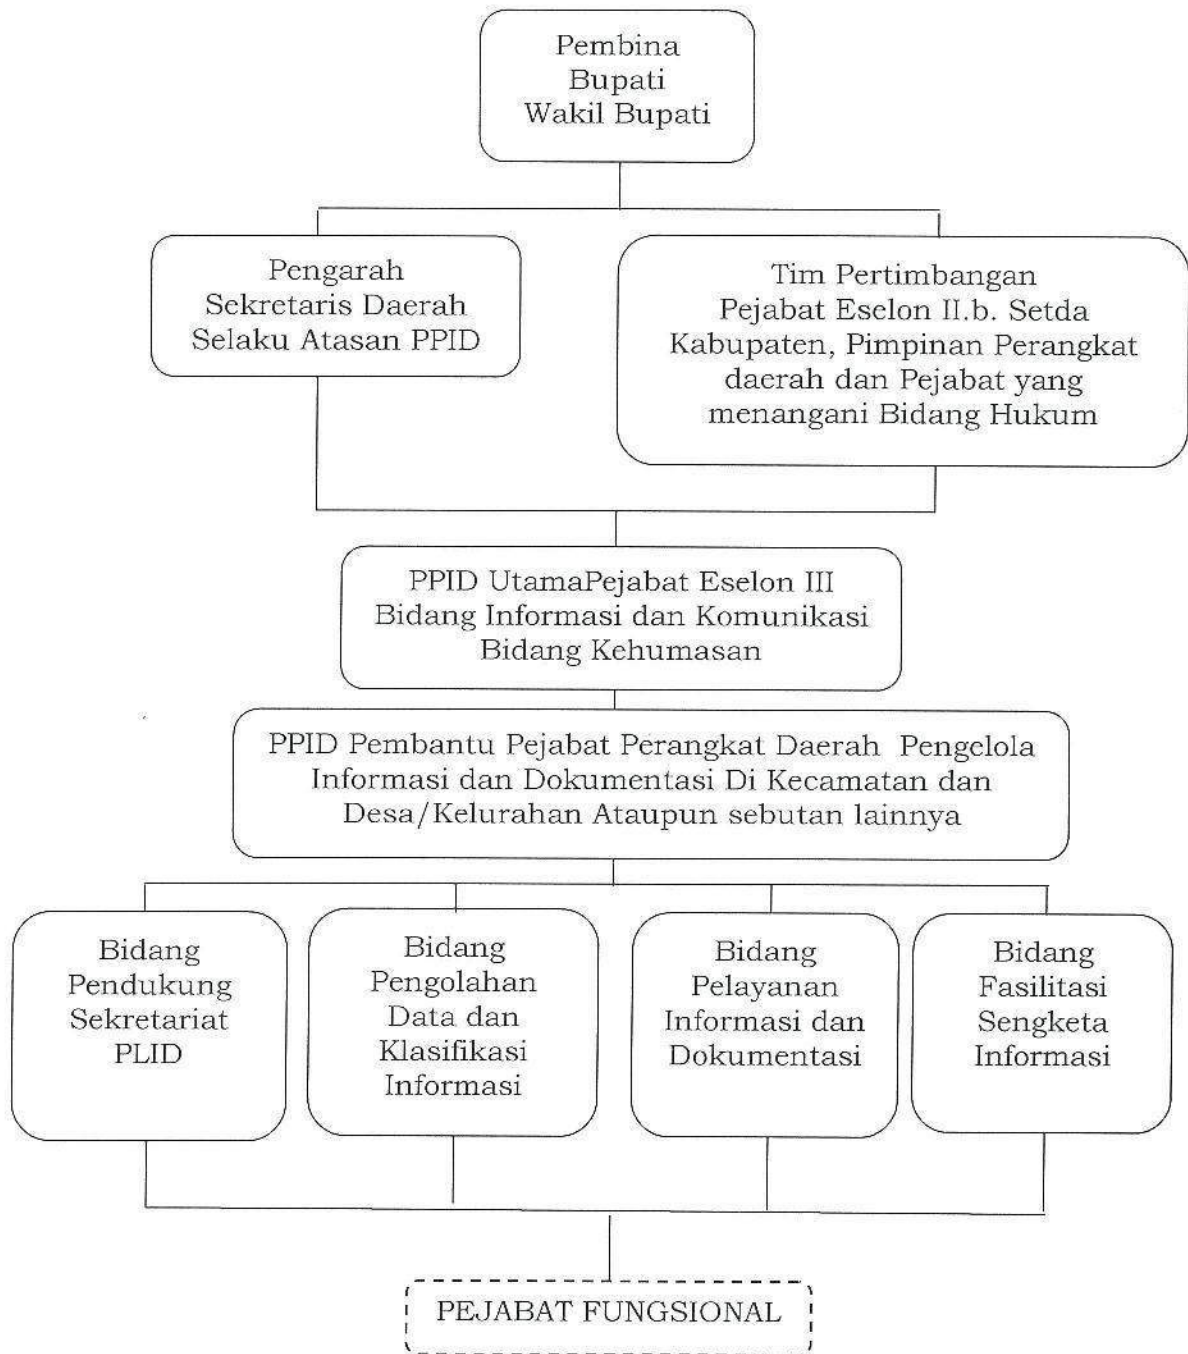 Pembina
Bupati
Wakil Bupati
Pengarah
Sekretaris Daerah
Selaku Atasan PPID
Tim Pertimbangan
Pejabat Eselon II.b. Setda
Kabupaten, Pimpinan Perangkat
daerah dan Pejabat yang
menangani Bidang Hukum
PPID UtamaPejabat Eselon III
Bidang Informasi dan Komunikasi
Bidang Kehumasan
PPID Pembantu Pejabat Perangkat Daerah Pengelola
Informasi dan Dokumentasi Di Kecamatan dan
Desa/Kelurahan Ataupun sebutan lainnya
Bidang
Pendukung
Sekretariat
PLID
Bidang
Pengolahan
Data dan
Klasifikasi
Informasi
Bidang
Pelayanan
Informasi dan
Dokumentasi
Bidang
Fasilitasi
Sengketa
Informasi
PEJABAT FUNGSIONAL